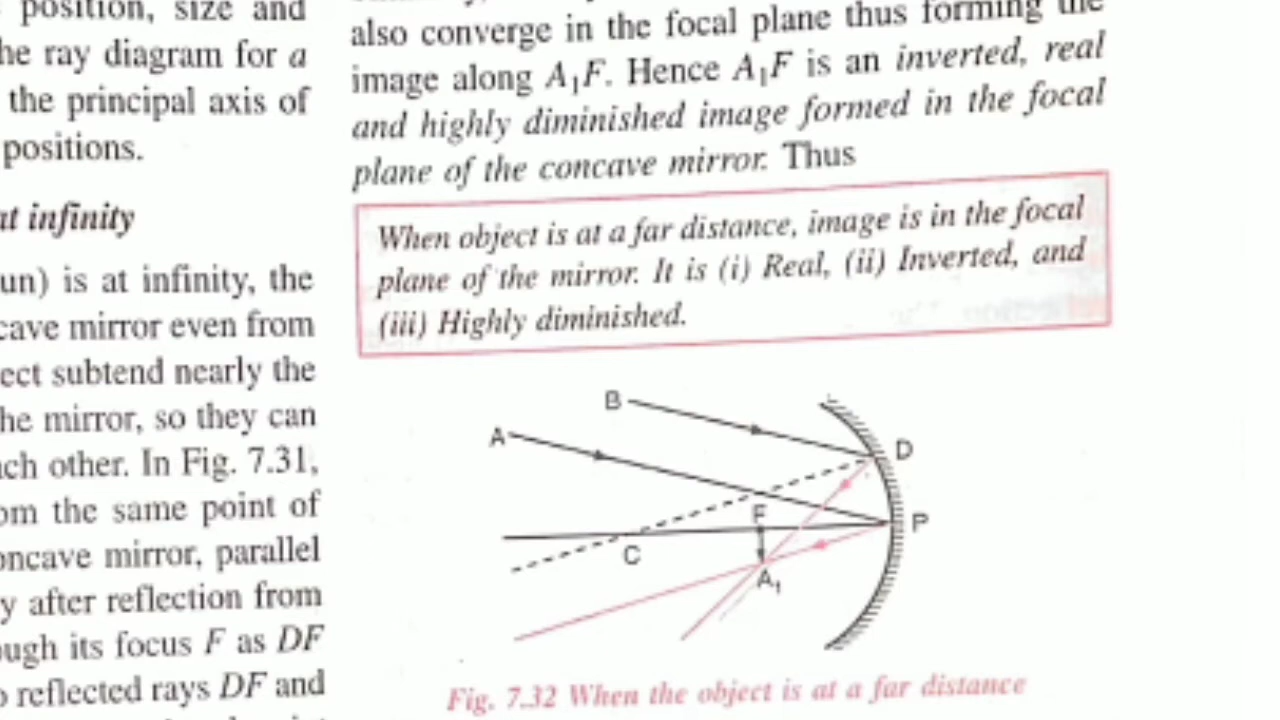 position, size and
he ray diagram for a
the principal axis of
positions.
at infinity
un) is at infinity, the
cave mirror even from
ect subtend nearly the
he mirror, so they can
ch other. In Fig. 7.31,
om the same point of
oncave mirror, parallel
y after reflection from
ough its focus F as DF
o reflected rays DF and
also converge in the focal plane thus forming the
image along A₁F. Hence A₁F is an inverted, real
and highly diminished image formed in the focal
plane of the concave mirror. Thus
When object is at a far distance, image is in the focal
plane of the mirror. It is (i) Real, (ii) Inverted, and
(iii) Highly diminished.
B
A
D
F
P
C
A₁
Fig. 7.32 When the object is at a far distance